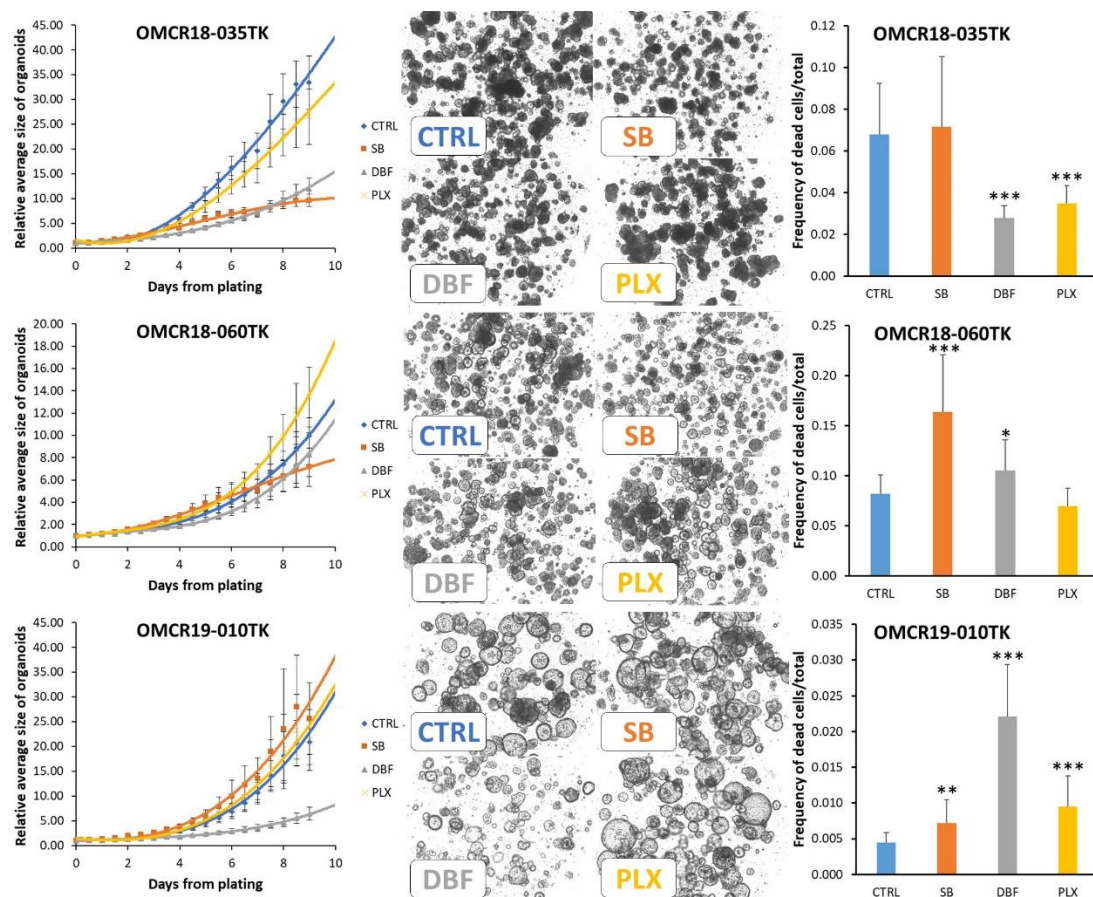 OMCR18-035TK
Relative average size of organoids
45.00
40.00
35.00
30.00
25.00
20.00
15.00
10.00
5.00
0.00
0 2 4 6 8 10
Days from plating
CTRL
SB
DBF
PLX
CTRL
SB
DBF
PLX
OMCR18-035TK
Frequency of dead cells/total
0.12
0.10
0.08
0.06
0.04
0.02
0.00
***
***
CTRL SB DBF PLX
OMCR18-060TK
Relative average size of organoids
20.00
18.00
16.00
14.00
12.00
10.00
8.00
6.00
4.00
2.00
0.00
0 2 4 6 8 10
Days from plating
CTRL
SB
DBF
PLX
CTRL
SB
DBF
PLX
OMCR18-060TK
Frequency of dead cells/total
0.25
0.20
0.15
0.10
0.05
0.00
***
*
CTRL SB DBF PLX
OMCR19-010TK
Relative average size of organoids
45.00
40.00
35.00
30.00
25.00
20.00
15.00
10.00
5.00
0.00
0 2 4 6 8 10
Days from plating
CTRL
SB
DBF
PLX
CTRL
SB
DBF
PLX
OMCR19-010TK
Frequency of dead cells/total
0.035
0.030
0.025
0.020
0.015
0.010
0.005
0.000
**
***
***
CTRL SB DBF PLX